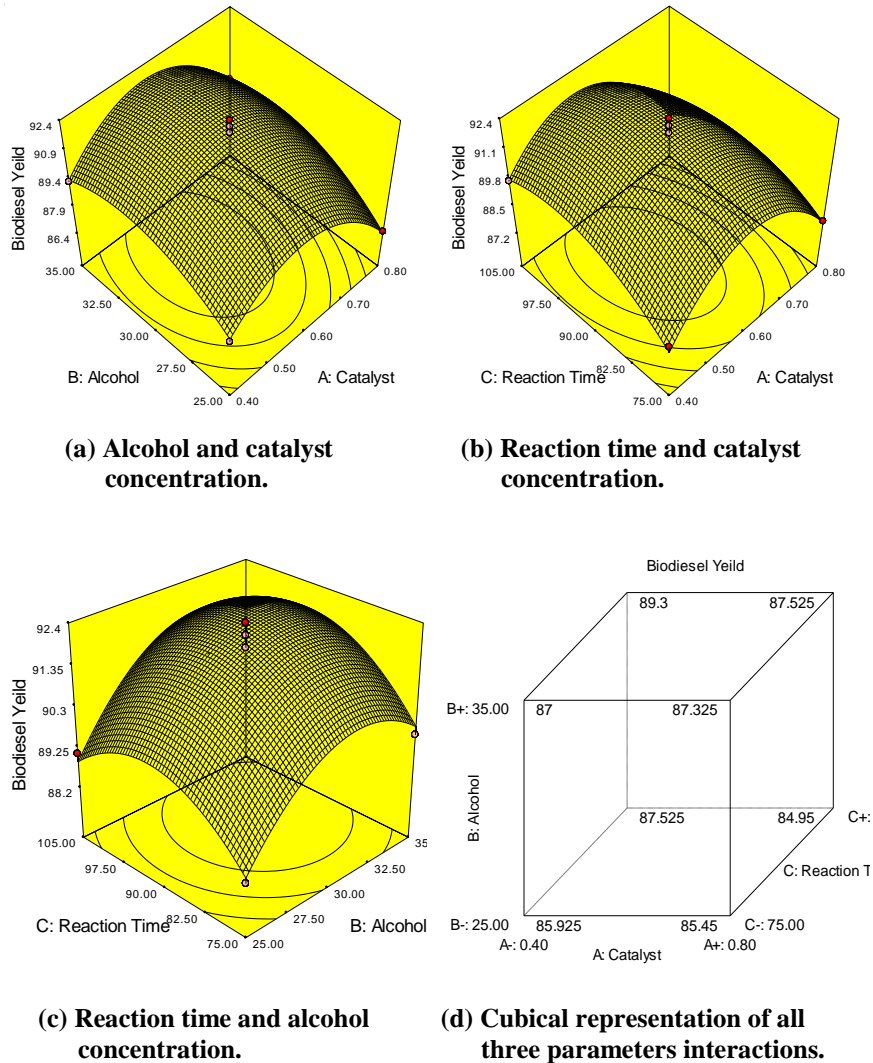 92.4
90.9
89.4
87.9
86.4
Biodiesel Yeild
35.00
32.50
30.00
27.50
25.00
0.40
0.50
0.60
0.70
0.80
B: Alcohol
A: Catalyst
(a) Alcohol and catalyst
concentration.
92.4
91.1
89.8
88.5
87.2
Biodiesel Yeild
105.00
97.50
90.00
82.50
75.00
0.40
0.50
0.60
0.70
0.80
C: Reaction Time
A: Catalyst
(b) Reaction time and catalyst
concentration.
92.4
91.35
90.3
89.25
88.2
Biodiesel Yeild
105.00
97.50
90.00
82.50
75.00
25.00
27.50
30.00
32.50
35
C: Reaction Time
B: Alcohol
(c) Reaction time and alcohol
concentration.
Biodiesel Yeild
89.3
87.525
B+: 35.00
87
87.325
B: Alcohol
87.525
84.95
C+:
C: Reaction T
B-: 25.00
85.925
85.45
C-: 75.00
A-: 0.40
A+: 0.80
A: Catalyst
(d) Cubical representation of all
three parameters interactions.